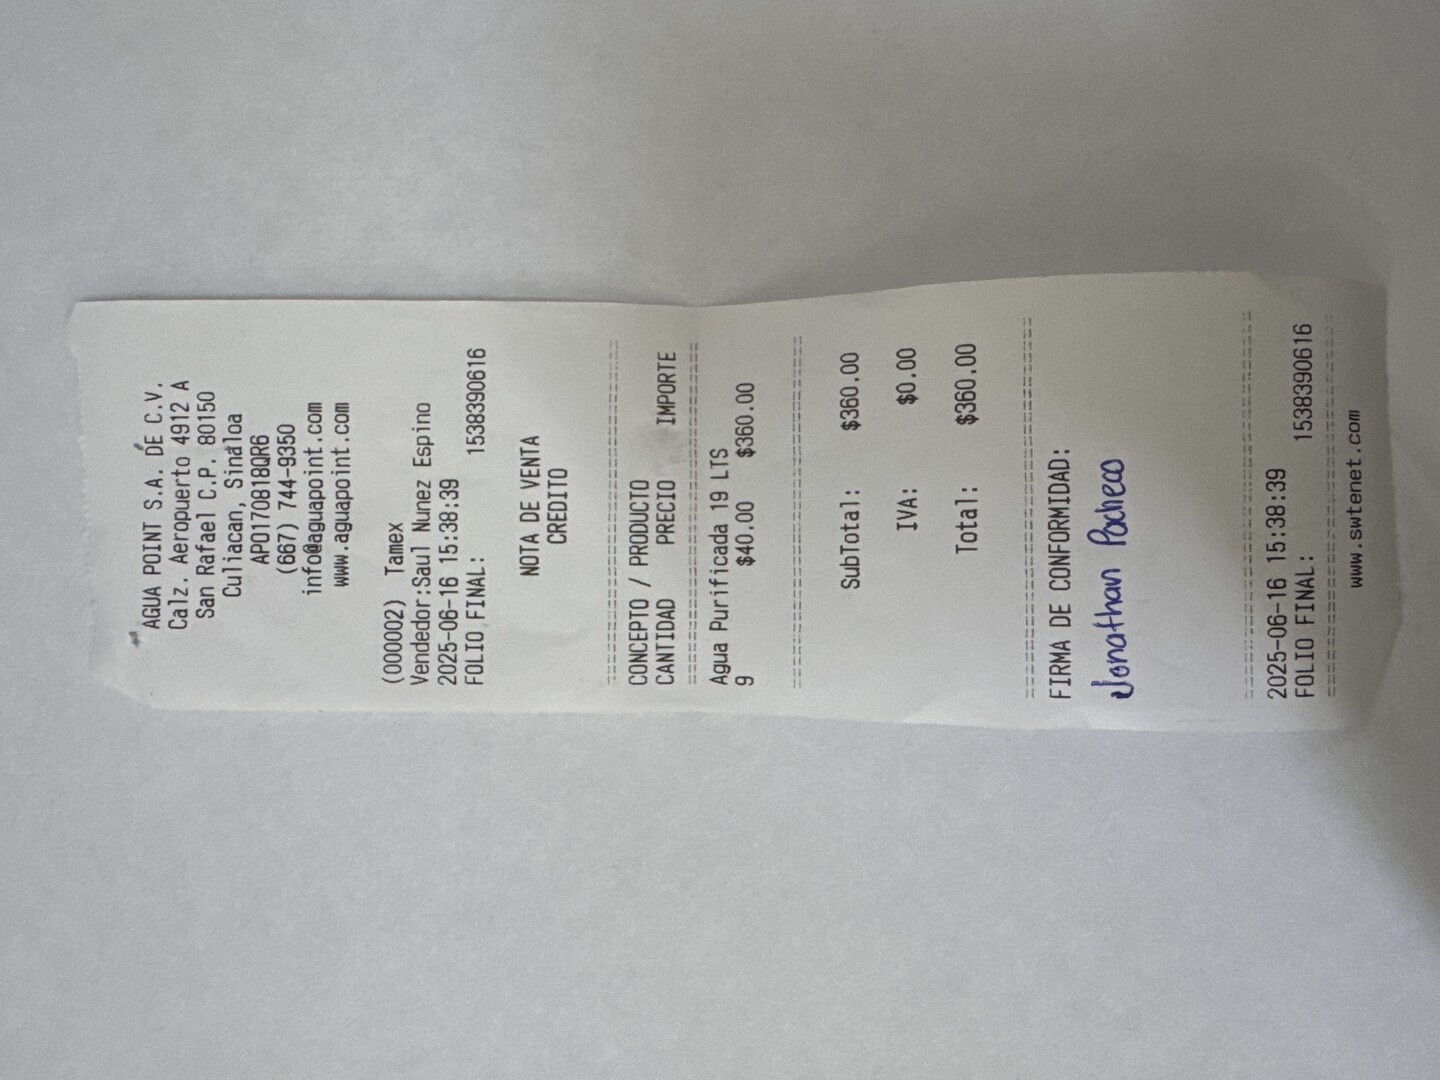 AGUA POINT S.A. DE C.V.
Calz. Aeropuerto 4912 A
San Rafael C.P. 80150
Culiacan, Sinaloa
APO170818QR6
(667) 744-9350
info@aguapoint.com
www.aguapoint.com
(000002) Tamex
Vendedor:Saul Nunez Espino
2025-06-16 15:38:39
FOLIO FINAL: 1538390616
NOTA DE VENTA
CREDITO
CONCEPTO / PRODUCTO
CANTIDAD PRECIO IMPORTE
Agua Purificada 19 LTS
9 $40.00 $360.00
SubTotal: $360.00
IVA: $0.00
Total: $360.00
FIRMA DE CONFORMIDAD:
Jonathan Pacheco
2025-06-16 15:38:39
FOLIO FINAL: 1538390616
www.swtenet.com